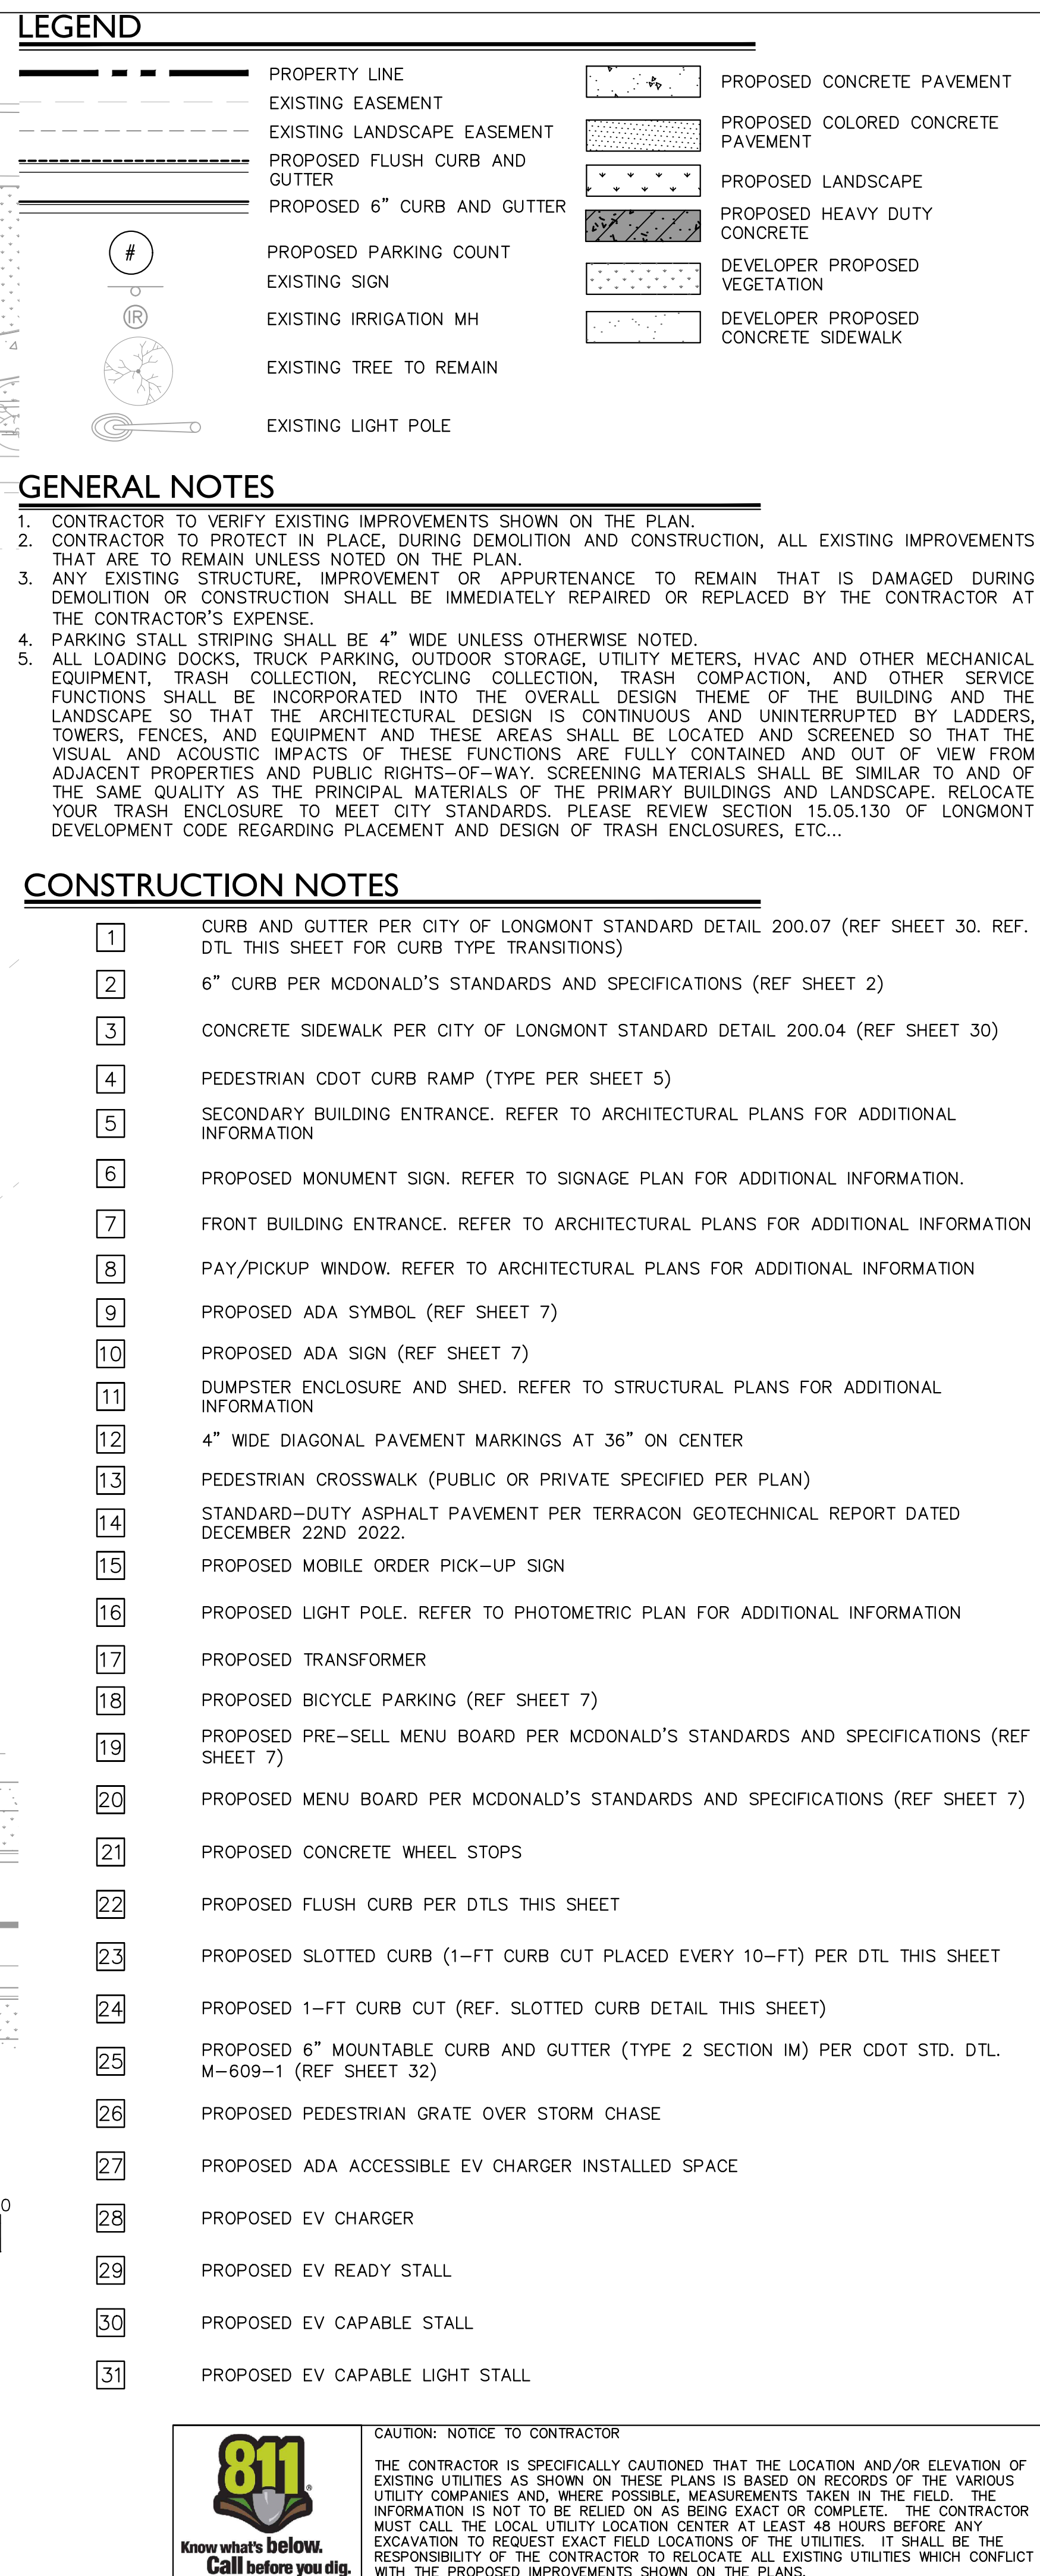 LEGEND
PROPERTY LINE
EXISTING EASEMENT
EXISTING LANDSCAPE EASEMENT
PROPOSED FLUSH CURB AND
GUTTER
PROPOSED 6" CURB AND GUTTER
#
PROPOSED PARKING COUNT
EXISTING SIGN
IR
EXISTING IRRIGATION MH
EXISTING TREE TO REMAIN
EXISTING LIGHT POLE
PROPOSED CONCRETE PAVEMENT
PROPOSED COLORED CONCRETE
PAVEMENT
PROPOSED LANDSCAPE
PROPOSED HEAVY DUTY
CONCRETE
DEVELOPER PROPOSED
VEGETATION
DEVELOPER PROPOSED
CONCRETE SIDEWALK
GENERAL NOTES
1. CONTRACTOR TO VERIFY EXISTING IMPROVEMENTS SHOWN ON THE PLAN.
2. CONTRACTOR TO PROTECT IN PLACE, DURING DEMOLITION AND CONSTRUCTION, ALL EXISTING IMPROVEMENTS
THAT ARE TO REMAIN UNLESS NOTED ON THE PLAN.
3. ANY EXISTING STRUCTURE, IMPROVEMENT OR APPURTENANCE TO REMAIN THAT IS DAMAGED DURING
DEMOLITION OR CONSTRUCTION SHALL BE IMMEDIATELY REPAIRED OR REPLACED BY THE CONTRACTOR AT
THE CONTRACTOR'S EXPENSE.
4. PARKING STALL STRIPING SHALL BE 4" WIDE UNLESS OTHERWISE NOTED.
5. ALL LOADING DOCKS, TRUCK PARKING, OUTDOOR STORAGE, UTILITY METERS, HVAC AND OTHER MECHANICAL
EQUIPMENT, TRASH COLLECTION, RECYCLING COLLECTION, TRASH COMPACTION, AND OTHER SERVICE
FUNCTIONS SHALL BE INCORPORATED INTO THE OVERALL DESIGN THEME OF THE BUILDING AND THE
LANDSCAPE SO THAT THE ARCHITECTURAL DESIGN IS CONTINUOUS AND UNINTERRUPTED BY LADDERS,
TOWERS, FENCES, AND EQUIPMENT AND THESE AREAS SHALL BE LOCATED AND SCREENED SO THAT THE
VISUAL AND ACOUSTIC IMPACTS OF THESE FUNCTIONS ARE FULLY CONTAINED AND OUT OF VIEW FROM
ADJACENT PROPERTIES AND PUBLIC RIGHTS-OF-WAY. SCREENING MATERIALS SHALL BE SIMILAR TO AND OF
THE SAME QUALITY AS THE PRINCIPAL MATERIALS OF THE PRIMARY BUILDINGS AND LANDSCAPE. RELOCATE
YOUR TRASH ENCLOSURE TO MEET CITY STANDARDS. PLEASE REVIEW SECTION 15.05.130 OF LONGMONT
DEVELOPMENT CODE REGARDING PLACEMENT AND DESIGN OF TRASH ENCLOSURES, ETC...
CONSTRUCTION NOTES
1 CURB AND GUTTER PER CITY OF LONGMONT STANDARD DETAIL 200.07 (REF SHEET 30. REF.
DTL THIS SHEET FOR CURB TYPE TRANSITIONS)
2 6" CURB PER MCDONALD'S STANDARDS AND SPECIFICATIONS (REF SHEET 2)
3 CONCRETE SIDEWALK PER CITY OF LONGMONT STANDARD DETAIL 200.04 (REF SHEET 30)
4 PEDESTRIAN CDOT CURB RAMP (TYPE PER SHEET 5)
5 SECONDARY BUILDING ENTRANCE. REFER TO ARCHITECTURAL PLANS FOR ADDITIONAL
INFORMATION
6 PROPOSED MONUMENT SIGN. REFER TO SIGNAGE PLAN FOR ADDITIONAL INFORMATION.
7 FRONT BUILDING ENTRANCE. REFER TO ARCHITECTURAL PLANS FOR ADDITIONAL INFORMATION
8 PAY/PICKUP WINDOW. REFER TO ARCHITECTURAL PLANS FOR ADDITIONAL INFORMATION
9 PROPOSED ADA SYMBOL (REF SHEET 7)
10 PROPOSED ADA SIGN (REF SHEET 7)
11 DUMPSTER ENCLOSURE AND SHED. REFER TO STRUCTURAL PLANS FOR ADDITIONAL
INFORMATION
12 4" WIDE DIAGONAL PAVEMENT MARKINGS AT 36" ON CENTER
13 PEDESTRIAN CROSSWALK (PUBLIC OR PRIVATE SPECIFIED PER PLAN)
14 STANDARD-DUTY ASPHALT PAVEMENT PER TERRACON GEOTECHNICAL REPORT DATED
DECEMBER 22ND 2022.
15 PROPOSED MOBILE ORDER PICK-UP SIGN
16 PROPOSED LIGHT POLE. REFER TO PHOTOMETRIC PLAN FOR ADDITIONAL INFORMATION
17 PROPOSED TRANSFORMER
18 PROPOSED BICYCLE PARKING (REF SHEET 7)
19 PROPOSED PRE-SELL MENU BOARD PER MCDONALD'S STANDARDS AND SPECIFICATIONS (REF
SHEET 7)
20 PROPOSED MENU BOARD PER MCDONALD'S STANDARDS AND SPECIFICATIONS (REF SHEET 7)
21 PROPOSED CONCRETE WHEEL STOPS
22 PROPOSED FLUSH CURB PER DTLS THIS SHEET
23 PROPOSED SLOTTED CURB (1-FT CURB CUT PLACED EVERY 10-FT) PER DTL THIS SHEET
24 PROPOSED 1-FT CURB CUT (REF. SLOTTED CURB DETAIL THIS SHEET)
25 PROPOSED 6" MOUNTABLE CURB AND GUTTER (TYPE 2 SECTION IM) PER CDOT STD. DTL.
M-609-1 (REF SHEET 32)
26 PROPOSED PEDESTRIAN GRATE OVER STORM CHASE
27 PROPOSED ADA ACCESSIBLE EV CHARGER INSTALLED SPACE
0
28 PROPOSED EV CHARGER
29 PROPOSED EV READY STALL
30 PROPOSED EV CAPABLE STALL
31 PROPOSED EV CAPABLE LIGHT STALL
811
®
Know what's below.
Call before you dig.
CAUTION: NOTICE TO CONTRACTOR
THE CONTRACTOR IS SPECIFICALLY CAUTIONED THAT THE LOCATION AND/OR ELEVATION OF
EXISTING UTILITIES AS SHOWN ON THESE PLANS IS BASED ON RECORDS OF THE VARIOUS
UTILITY COMPANIES AND, WHERE POSSIBLE, MEASUREMENTS TAKEN IN THE FIELD. THE
INFORMATION IS NOT TO BE RELIED ON AS BEING EXACT OR COMPLETE. THE CONTRACTOR
MUST CALL THE LOCAL UTILITY LOCATION CENTER AT LEAST 48 HOURS BEFORE ANY
EXCAVATION TO REQUEST EXACT FIELD LOCATIONS OF THE UTILITIES. IT SHALL BE THE
RESPONSIBILITY OF THE CONTRACTOR TO RELOCATE ALL EXISTING UTILITIES WHICH CONFLICT
WITH THE PROPOSED IMPROVEMENTS SHOWN ON THE PLANS.